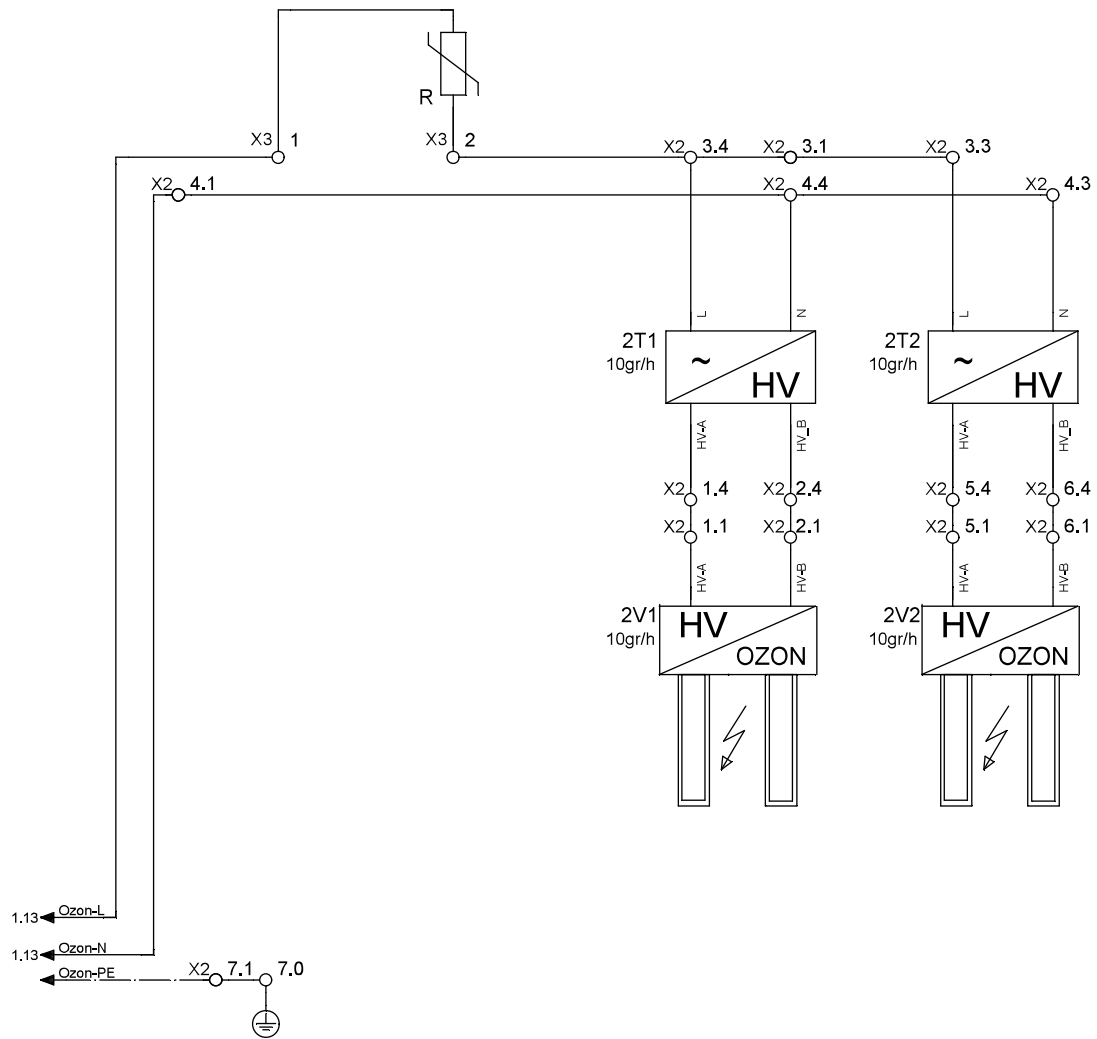 R
X3 1
X3 2
X2 3.4
X2 3.1
X2 3.3
X2 4.1
X2 4.4
X2 4.3
L
N
L
N
2T1
10gr/h
~
HV
2T2
10gr/h
~
HV
HV-A
HV_B
HV-A
HV_B
X2 1.4
X2 2.4
X2 5.4
X2 6.4
X2 1.1
X2 2.1
X2 5.1
X2 6.1
HV-A
HV-B
HV-A
HV-B
2V1
10gr/h
HV
OZON
2V2
10gr/h
HV
OZON
1.13 Ozon-L
1.13 Ozon-N
Ozon-PE
X2 7.1
7.0